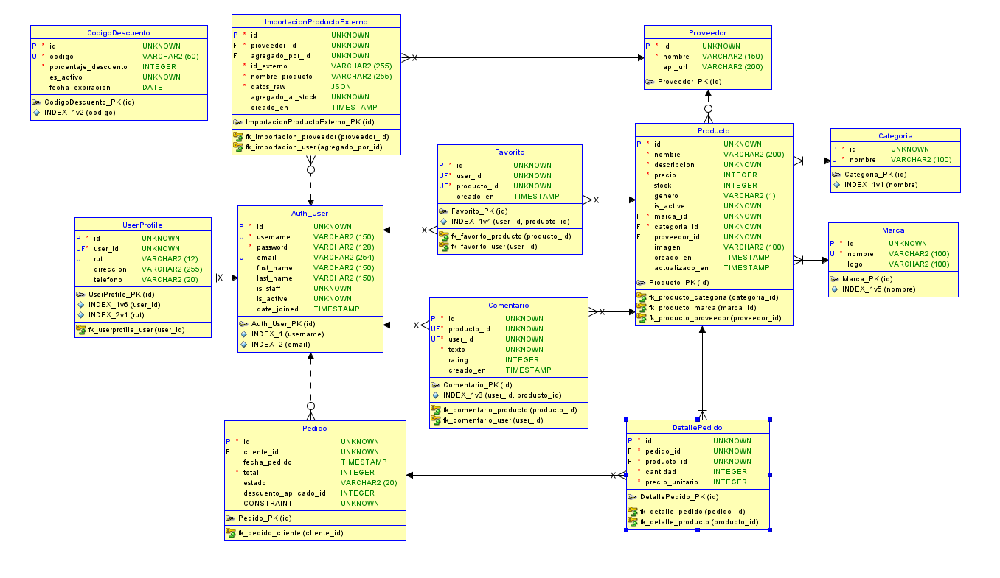 CodigoDescuento
P * id UNKNOWN
U * codigo VARCHAR2 (50)
* porcentaje_descuento INTEGER
es_activo UNKNOWN
fecha_expiracion DATE
CodigoDescuento_PK (id)
INDEX_1v2 (codigo)
ImportacionProductoExterno
P * id UNKNOWN
F * proveedor_id UNKNOWN
F agregado_por_id UNKNOWN
* id_externo VARCHAR2 (255)
* nombre_producto VARCHAR2 (255)
* datos_raw JSON
agregado_al_stock UNKNOWN
creado_en TIMESTAMP
ImportacionProductoExterno_PK (id)
fk_importacion_proveedor (proveedor_id)
fk_importacion_user (agregado_por_id)
Proveedor
P * id UNKNOWN
* nombre VARCHAR2 (150)
api_url VARCHAR2 (200)
Proveedor_PK (id)
Favorito
P * id UNKNOWN
UF * user_id UNKNOWN
UF * producto_id UNKNOWN
creado_en TIMESTAMP
Favorito_PK (id)
INDEX_1v4 (user_id, producto_id)
fk_favorito_producto (producto_id)
fk_favorito_user (user_id)
Producto
P * id UNKNOWN
* nombre VARCHAR2 (200)
* descripcion UNKNOWN
* precio INTEGER
stock INTEGER
genero VARCHAR2 (1)
is_active UNKNOWN
F * marca_id UNKNOWN
F * categoria_id UNKNOWN
F proveedor_id UNKNOWN
imagen VARCHAR2 (100)
creado_en TIMESTAMP
actualizado_en TIMESTAMP
Producto_PK (id)
fk_producto_categoria (categoria_id)
fk_producto_marca (marca_id)
fk_producto_proveedor (proveedor_id)
Categoria
P * id UNKNOWN
U * nombre VARCHAR2 (100)
Categoria_PK (id)
INDEX_1v1 (nombre)
UserProfile
P * id UNKNOWN
UF * user_id UNKNOWN
U rut VARCHAR2 (12)
direccion VARCHAR2 (255)
telefono VARCHAR2 (20)
UserProfile_PK (id)
INDEX_1v6 (user_id)
INDEX_2v1 (rut)
fk_userprofile_user (user_id)
Auth_User
P * id UNKNOWN
U * username VARCHAR2 (150)
* password VARCHAR2 (128)
U email VARCHAR2 (254)
first_name VARCHAR2 (150)
last_name VARCHAR2 (150)
is_staff UNKNOWN
is_active UNKNOWN
date_joined TIMESTAMP
Auth_User_PK (id)
INDEX_1 (username)
INDEX_2 (email)
Marca
P * id UNKNOWN
U * nombre VARCHAR2 (100)
logo VARCHAR2 (100)
Marca_PK (id)
INDEX_1v5 (nombre)
Comentario
P * id UNKNOWN
UF * producto_id UNKNOWN
UF * user_id UNKNOWN
* texto UNKNOWN
rating INTEGER
creado_en TIMESTAMP
Comentario_PK (id)
INDEX_1v3 (user_id, producto_id)
fk_comentario_producto (producto_id)
fk_comentario_user (user_id)
Pedido
P * id UNKNOWN
F cliente_id UNKNOWN
fecha_pedido TIMESTAMP
* total INTEGER
estado VARCHAR2 (20)
descuento_aplicado_id INTEGER
CONSTRAINT UNKNOWN
Pedido_PK (id)
fk_pedido_cliente (cliente_id)
DetallePedido
P * id UNKNOWN
F * pedido_id UNKNOWN
F * producto_id UNKNOWN
* cantidad INTEGER
* precio_unitario INTEGER
DetallePedido_PK (id)
fk_detalle_pedido (pedido_id)
fk_detalle_producto (producto_id)